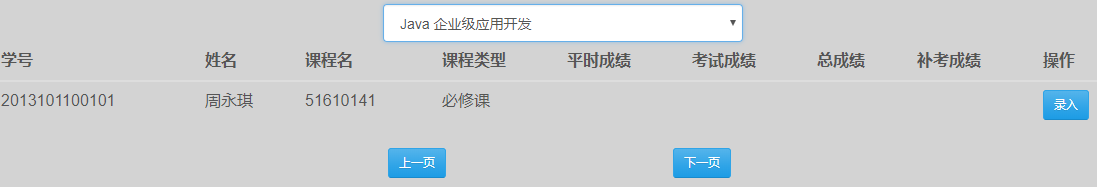 Java 企业级应用开发
学号 姓名 课程名 课程类型 平时成绩 考试成绩 总成绩 补考成绩 操作
2013101100101 周永琪 51610141 必修课 录入
上一页 下一页